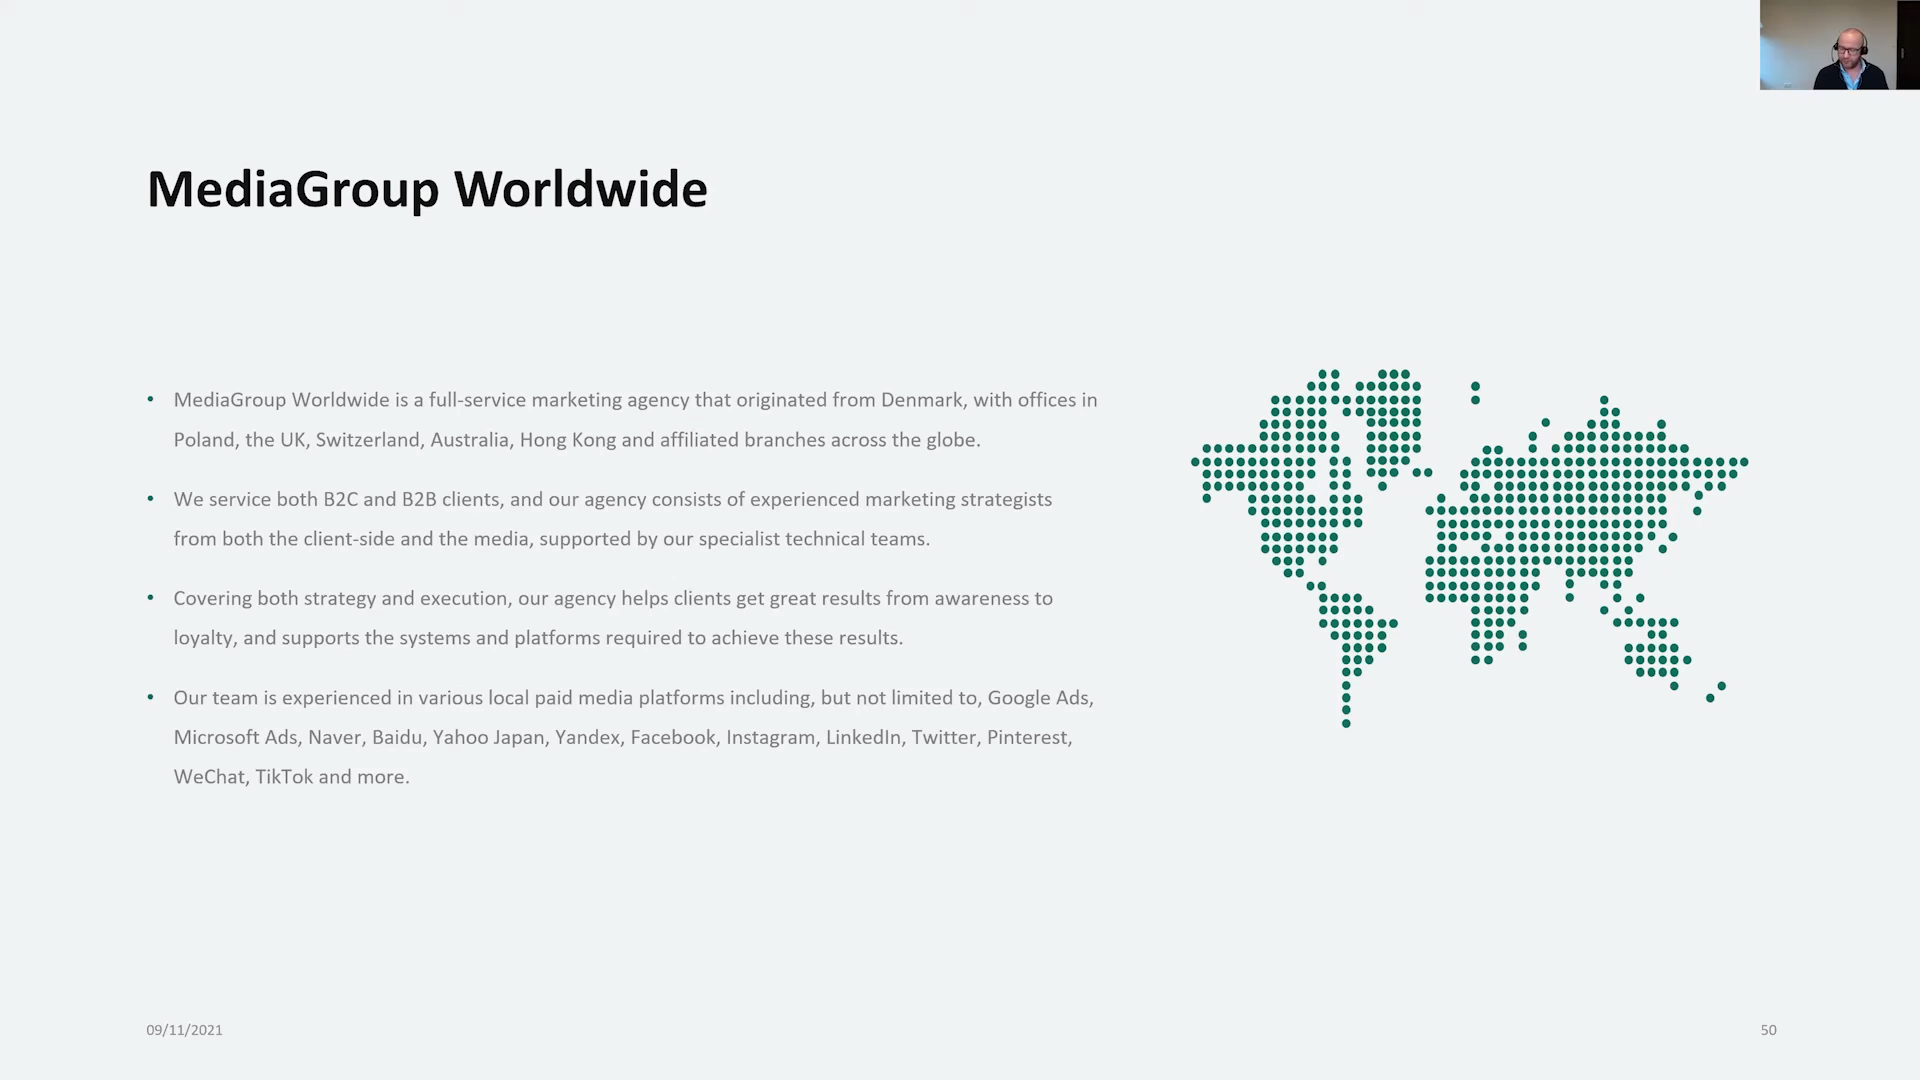 MediaGroup Worldwide
• MediaGroup Worldwide is a full-service marketing agency that originated from Denmark, with offices in
Poland, the UK, Switzerland, Australia, Hong Kong and affiliated branches across the globe.
• We service both B2C and B2B clients, and our agency consists of experienced marketing strategists
from both the client-side and the media, supported by our specialist technical teams.
• Covering both strategy and execution, our agency helps clients get great results from awareness to
loyalty, and supports the systems and platforms required to achieve these results.
• Our team is experienced in various local paid media platforms including, but not limited to, Google Ads,
Microsoft Ads, Naver, Baidu, Yahoo Japan, Yandex, Facebook, Instagram, LinkedIn, Twitter, Pinterest,
WeChat, TikTok and more.
09/11/2021
50